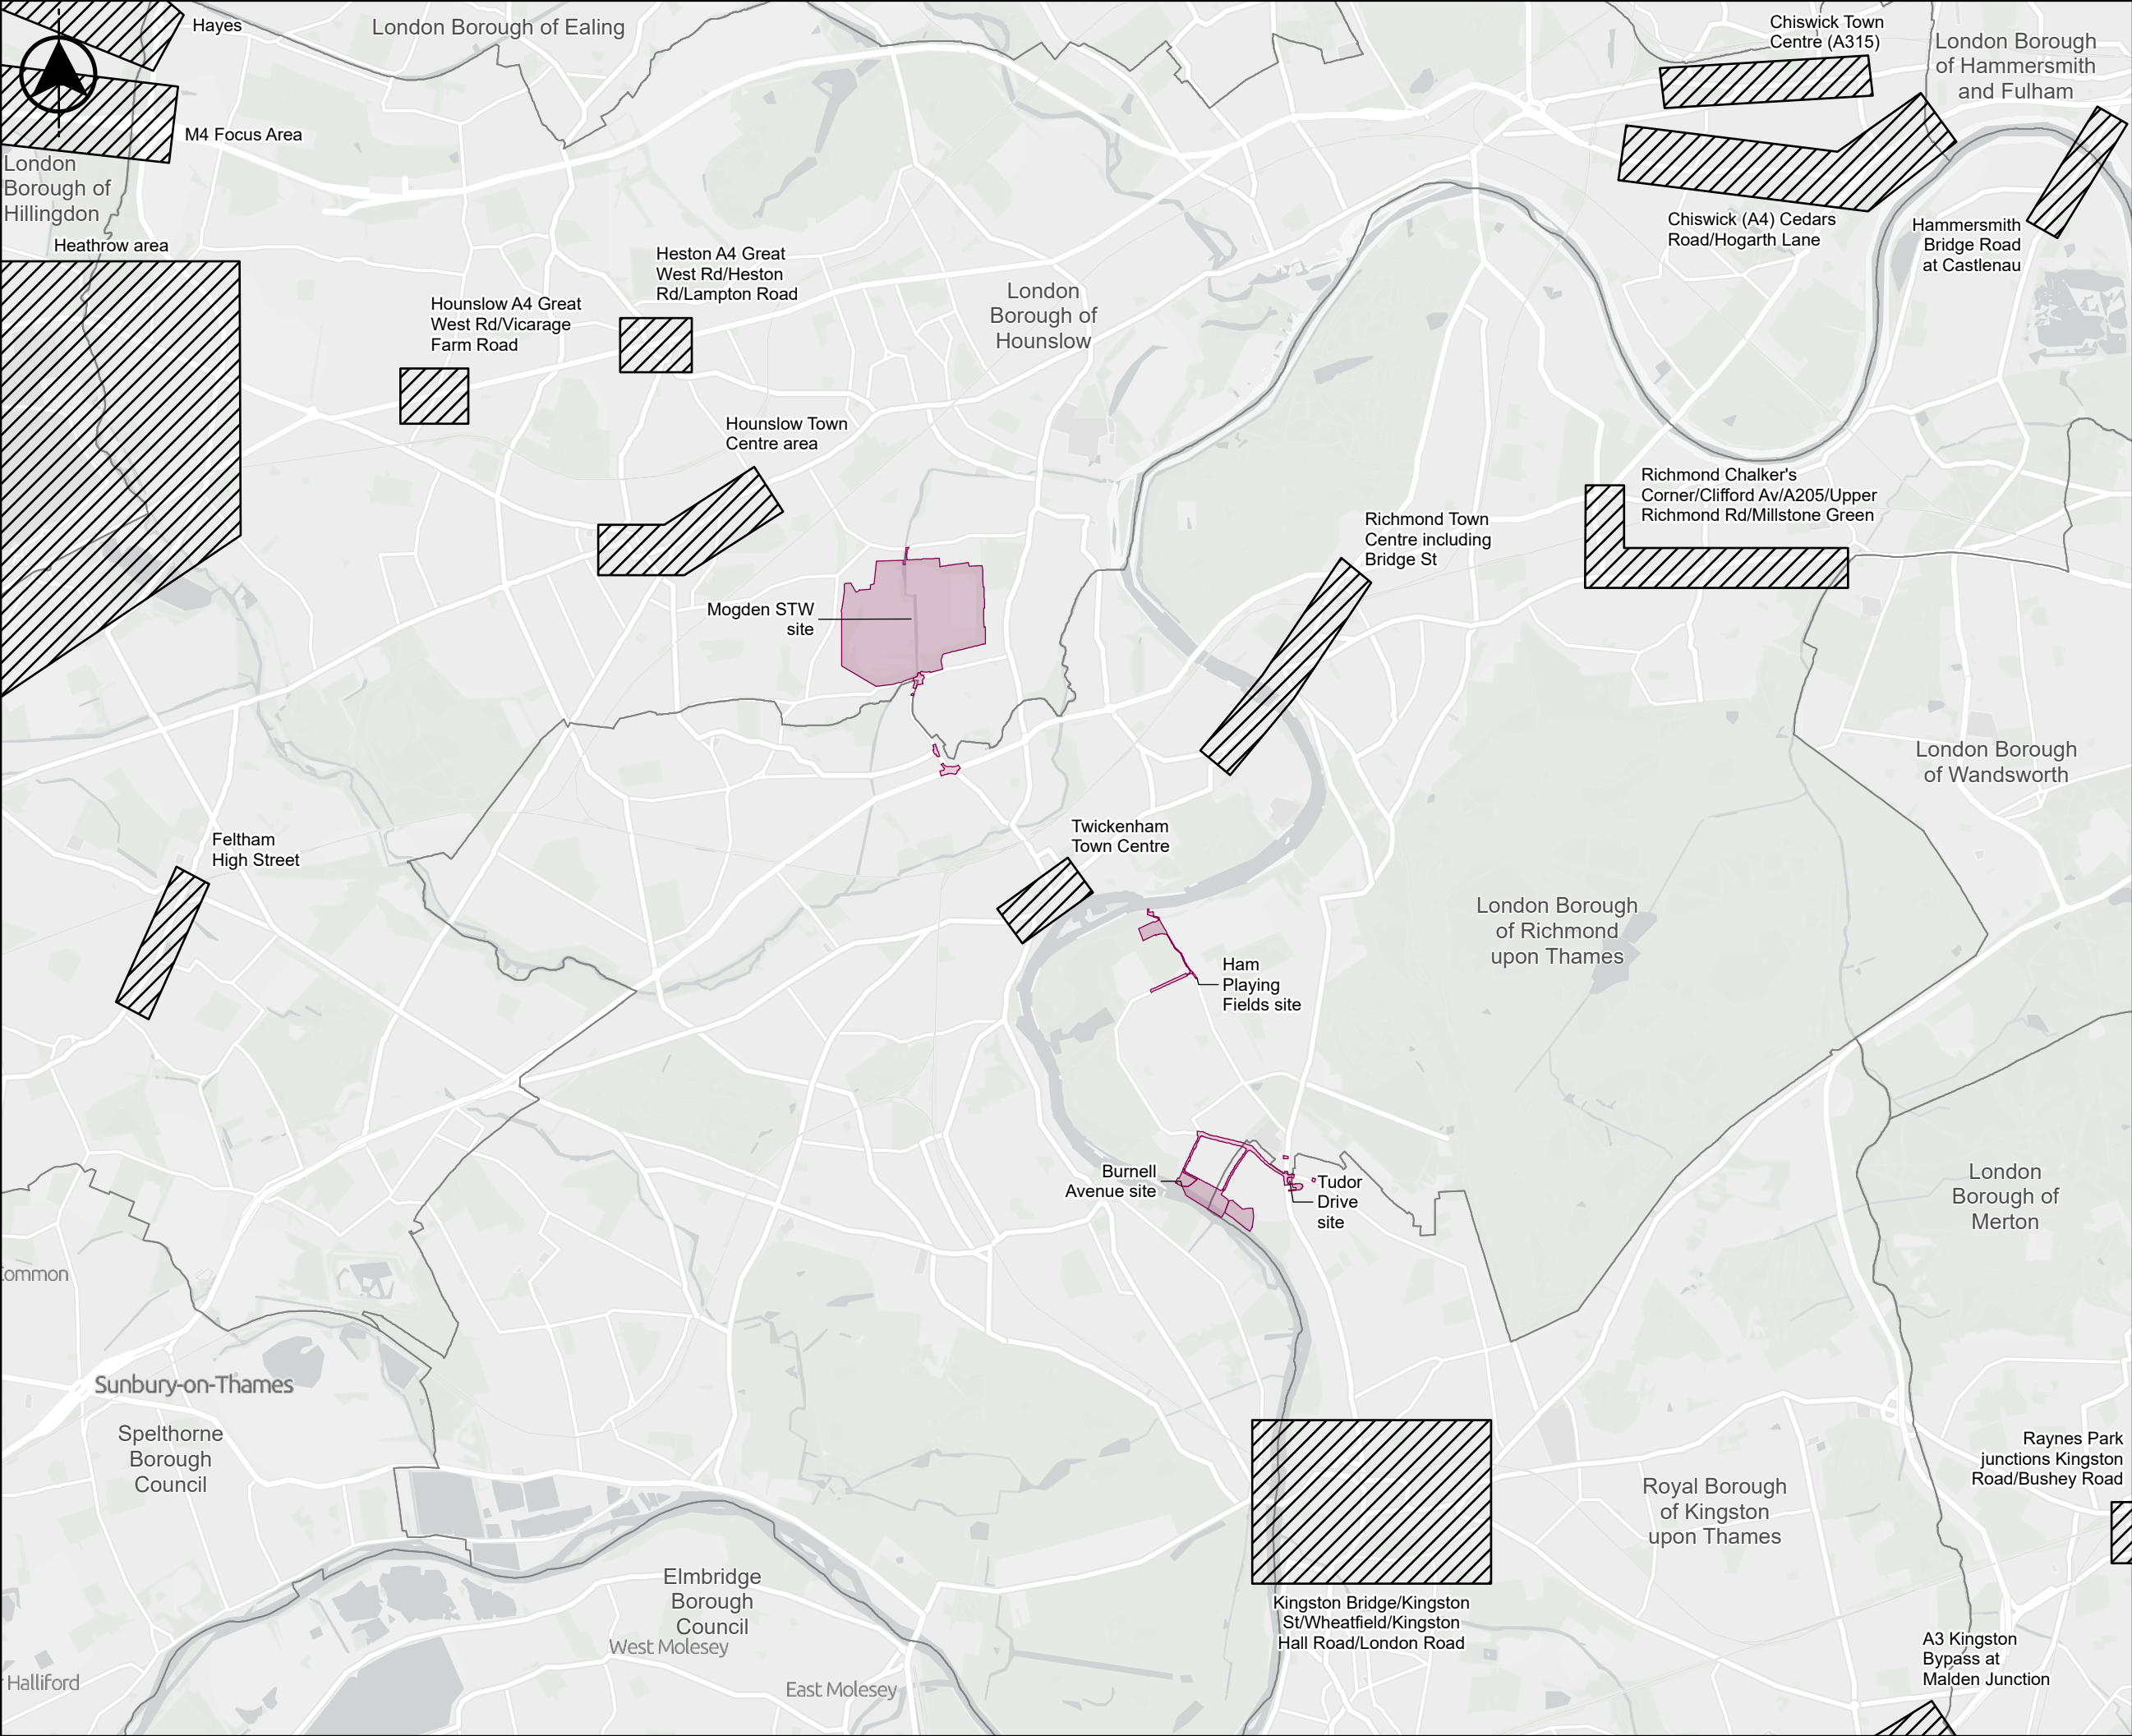 Hayes
London Borough of Ealing
Chiswick Town
Centre (A315)
London Borough
of Hammersmith
and Fulham
M4 Focus Area
London
Borough of
Hillingdon
Heathrow area
Chiswick (A4) Cedars
Road/Hogarth Lane
Hammersmith
Bridge Road
at Castlenau
Heston A4 Great
West Rd/Heston
Rd/Lampton Road
Hounslow A4 Great
West Rd/Vicarage
Farm Road
London
Borough of
Hounslow
Hounslow Town
Centre area
Richmond Chalker's
Corner/Clifford Av/A205/Upper
Richmond Rd/Millstone Green
Richmond Town
Centre including
Bridge St
Mogden STW
site
London Borough
of Wandsworth
Feltham
High Street
Twickenham
Town Centre
London Borough
of Richmond
upon Thames
Ham
Playing
Fields site
Burnell
Avenue site
Tudor
Drive
site
London
Borough of
Merton
Common
Sunbury-on-Thames
Spelthorne
Borough
Council
Raynes Park
junctions Kingston
Road/Bushey Road
Royal Borough
of Kingston
upon Thames
Elmbridge
Borough
Council
West Molesey
Kingston Bridge/Kingston
St/Wheatfield/Kingston
Hall Road/London Road
A3 Kingston
Bypass at
Malden Junction
Halliford
East Molesey